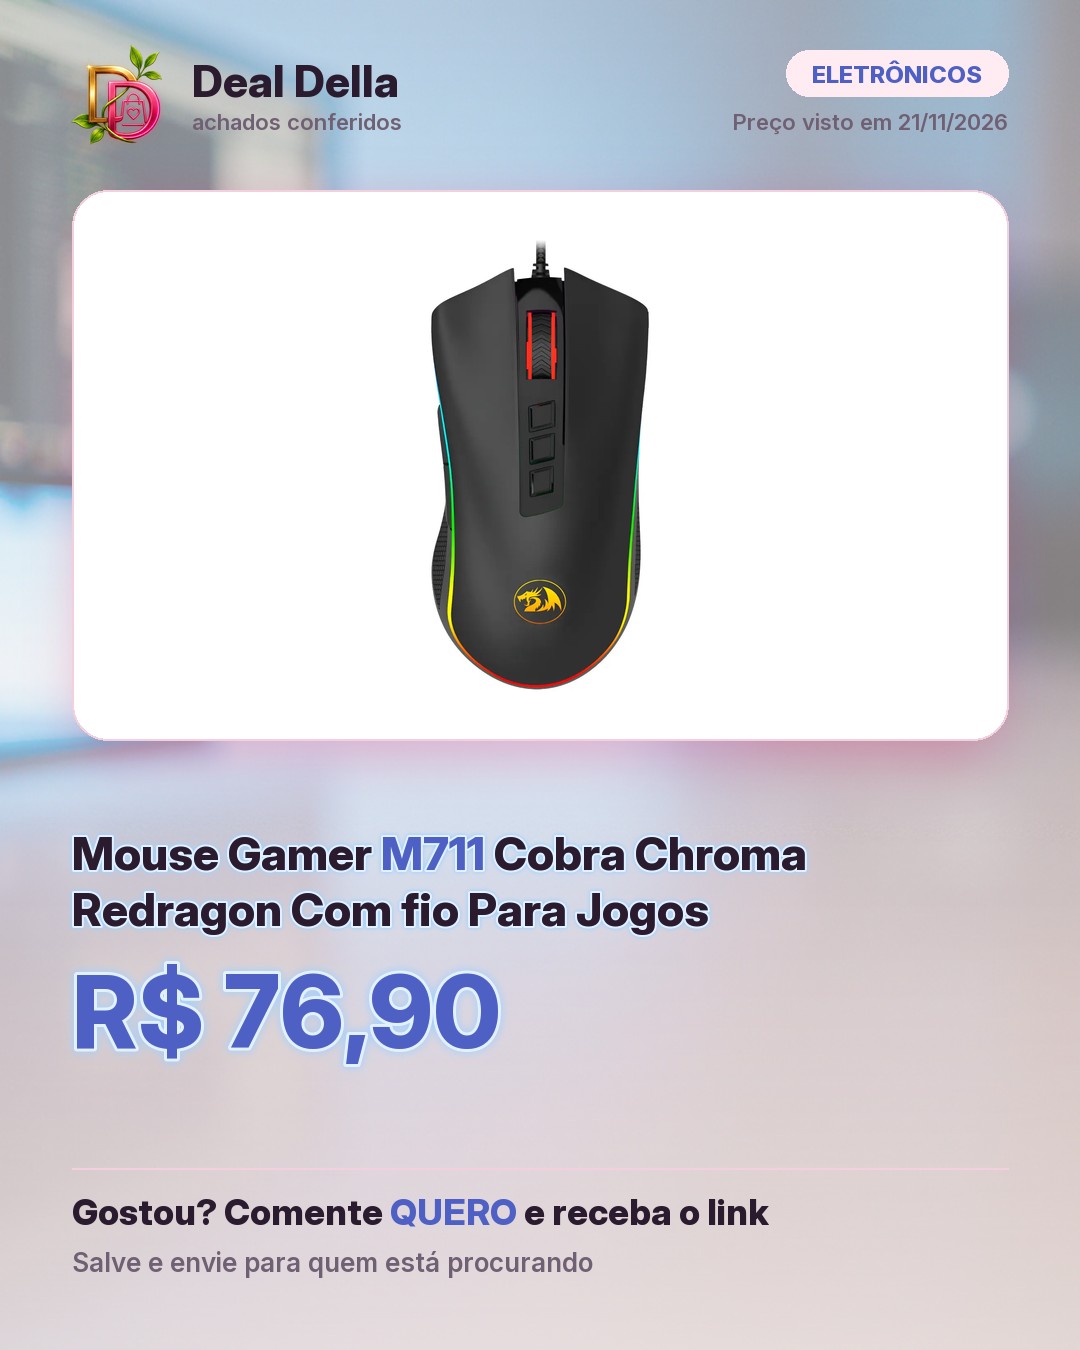 Deal Della
achados conferidos
ELETRÔNICOS
Preço visto em 21/11/2026
Mouse Gamer M711 Cobra Chroma
Redragon Com fio Para Jogos
R$ 76,90
Gostou? Comente QUERO e receba o link
Salve e envie para quem está procurando